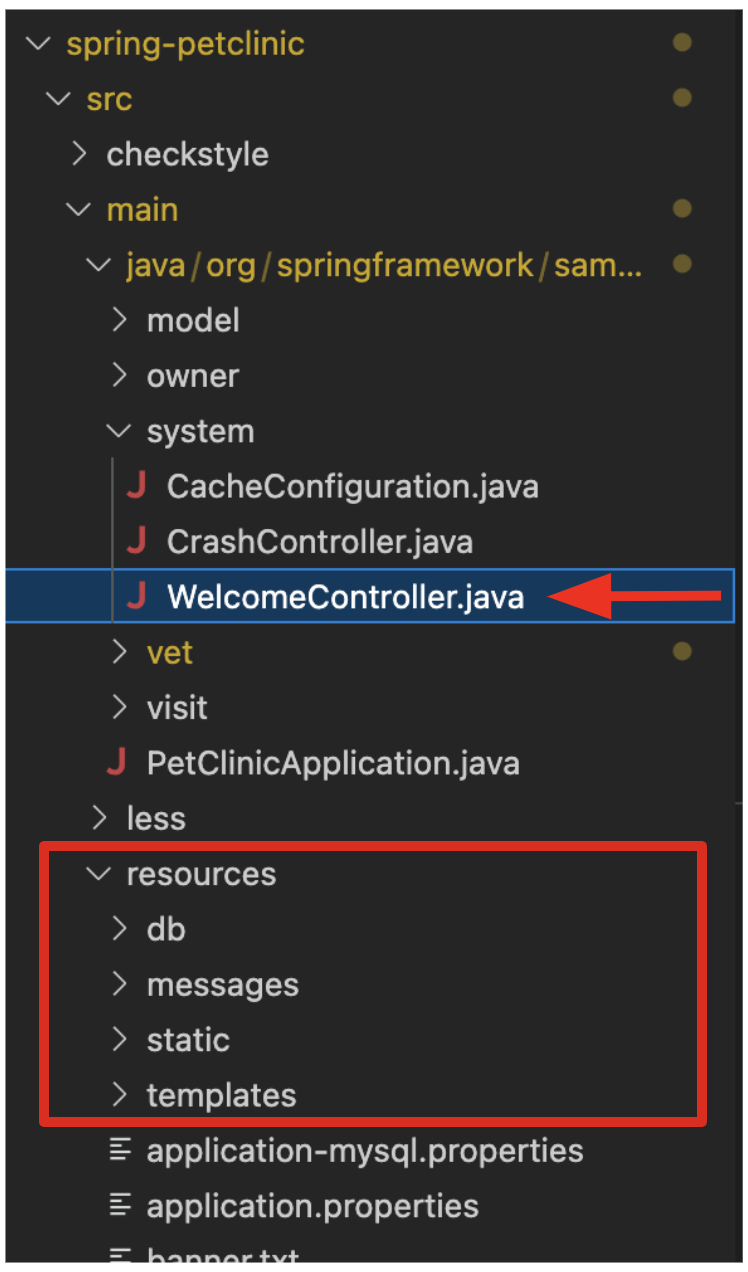 spring-petclinic
src
checkstyle
main
java/org/springframework/sam...
model
owner
system
J CacheConfiguration.java
J CrashController.java
J WelcomeController.java
vet
visit
J PetClinicApplication.java
less
resources
db
messages
static
templates
application-mysql.properties
application.properties
banner.txt